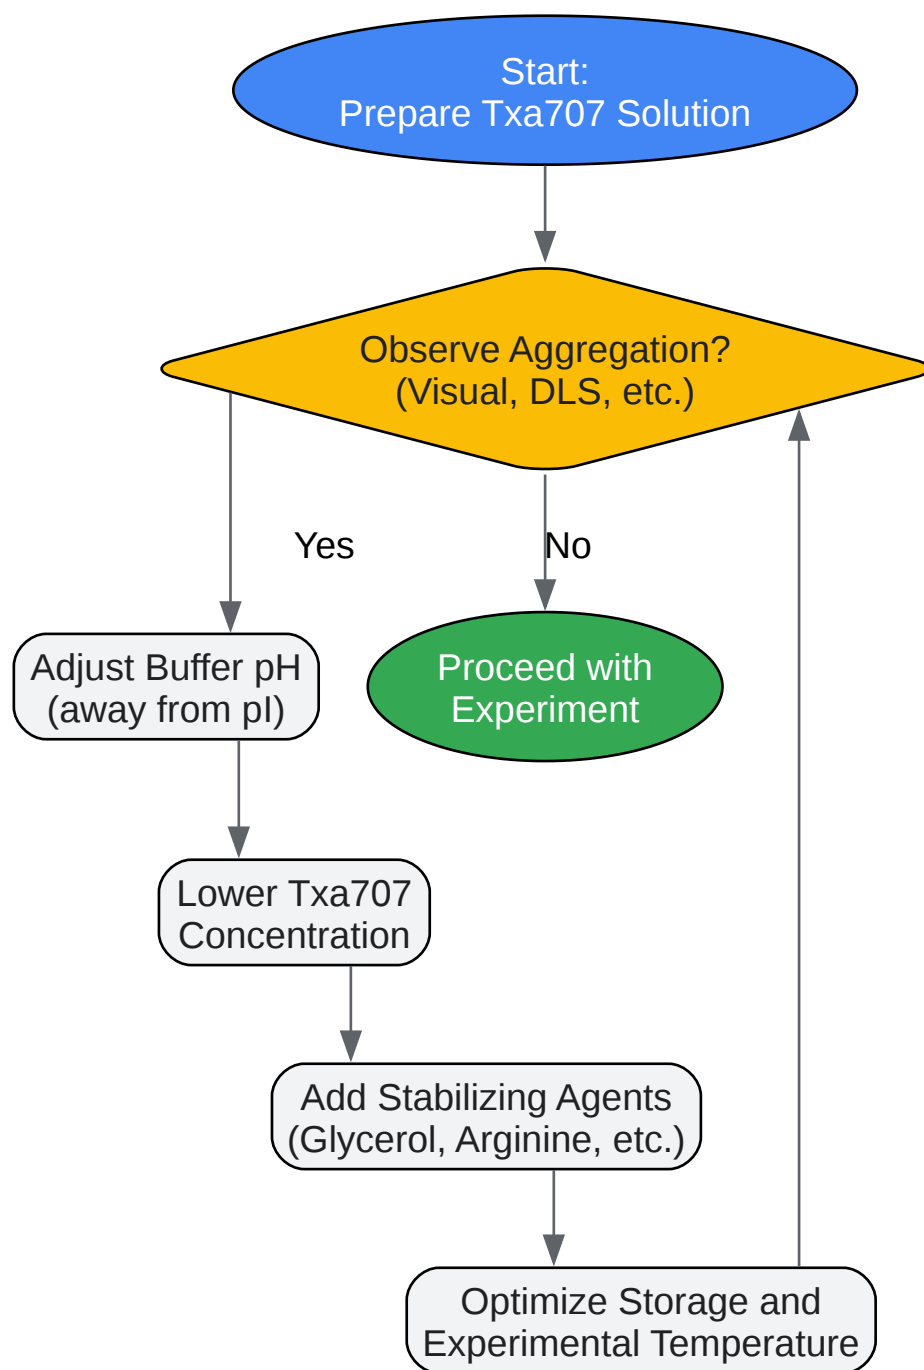 Start:
Prepare Txa707 Solution
Observe Aggregation?
(Visual, DLS, etc.)
Yes
No
Adjust Buffer pH
(away from pI)
Proceed with
Experiment
Lower Txa707
Concentration
Add Stabilizing Agents
(Glycerol, Arginine, etc.)
Optimize Storage and
Experimental Temperature